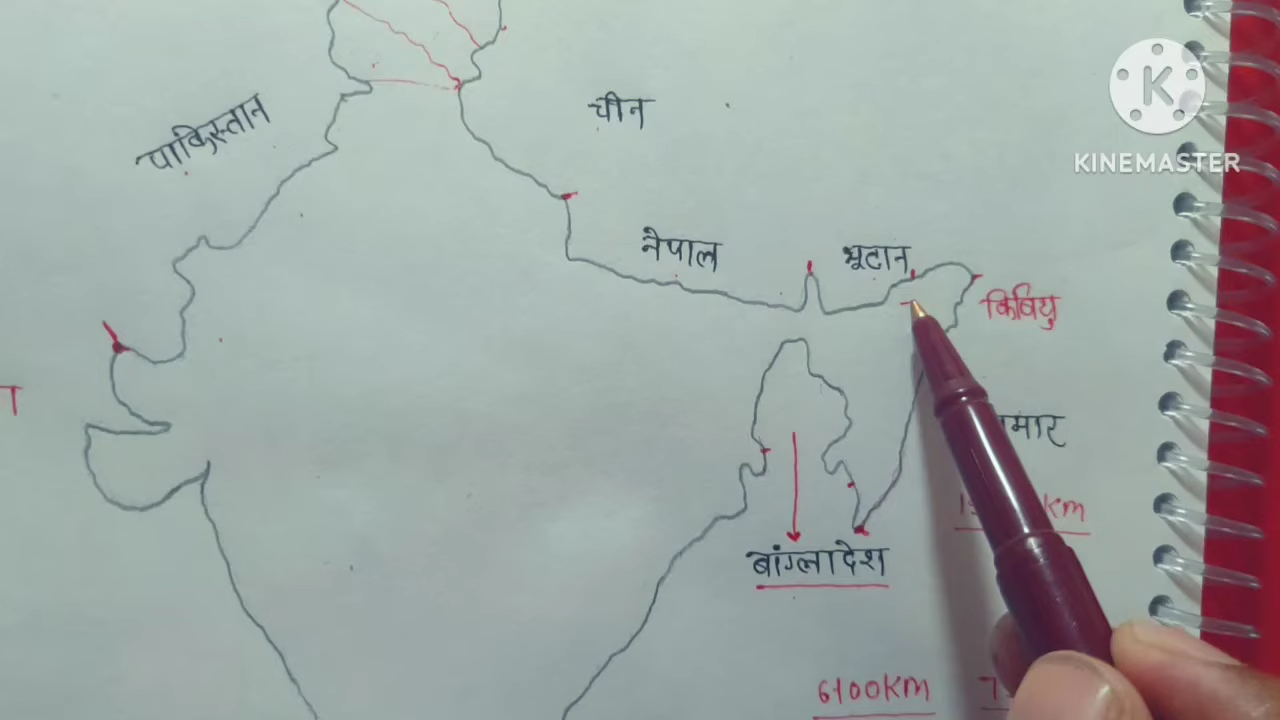 चीन
K
पाकिस्तान
KINEMASTER
नेपाल
भूटान
किबियु
बांग्लादेश
6100KM